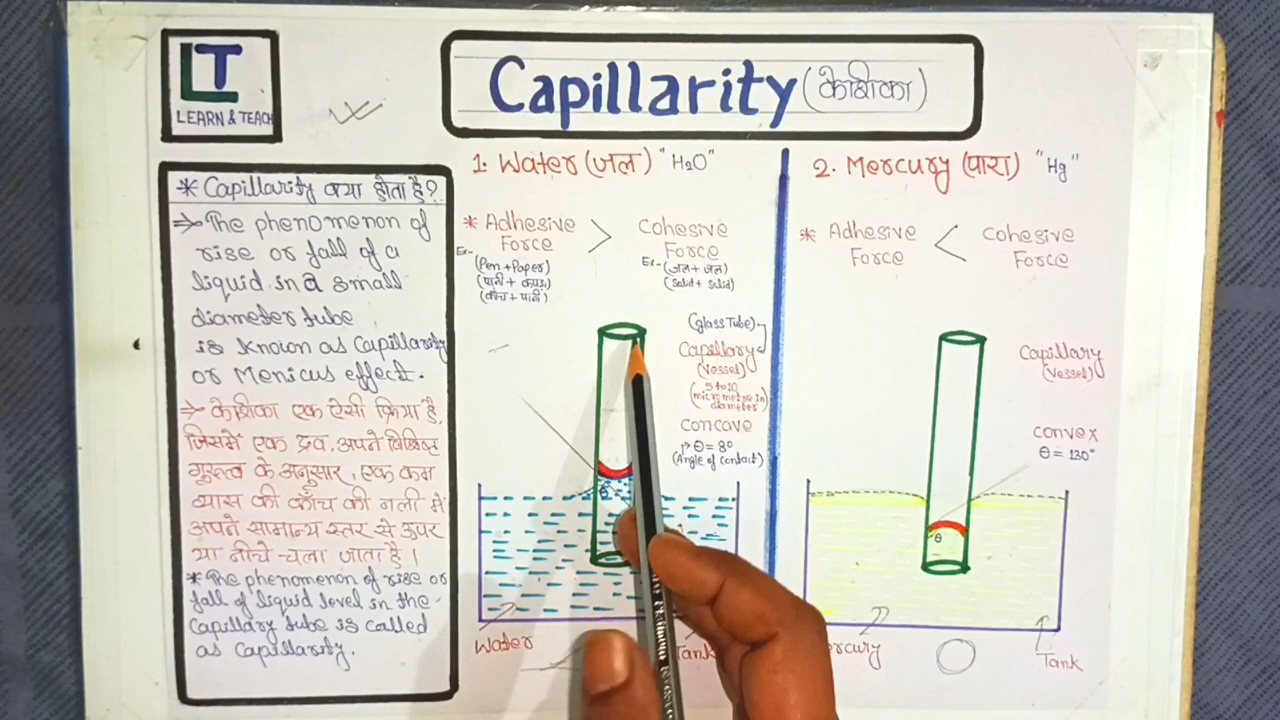 LT
LEARN & TEACH
Capillarity (केशीका)
* Capillarity क्या होता है?
⇒ The phenomenon of
rise or fall of a
liquid in a small
diameter tube
is known as Capillarity
or Menicus effect.
→ केशीका एक ऐसी क्रिया है,
जिसमें एक द्रव, अपने विशिष्ट
गुरुत्व के अनुसार, एक कम
व्यास की काँच की नली में
अपने सामान्य स्तर से ऊपर
या नीचे चला जाता है।
* The phenomenon of rise or
fall of liquid level in the
Capillary tube is called
as Capillarity.
1. Water (जल) "H2O"
* Adhesive Force > Cohesive Force
Ex- (Pen + Paper)
(पानी + कपड़ा)
(काँच + पानी)
Ex- (जल + जल)
(Solid + Solid)
(Glass Tube)
Capillary
(Vessel)
5 to 10
(micrometre In
diameter)
Concave
θ = 8°
(Angle of Contact)
θ
Water
Tank
2. Mercury (पारा) "Hg"
* Adhesive Force < Cohesive Force
Capillary
(Vessel)
Convex
θ = 130°
θ
ercury
Tank